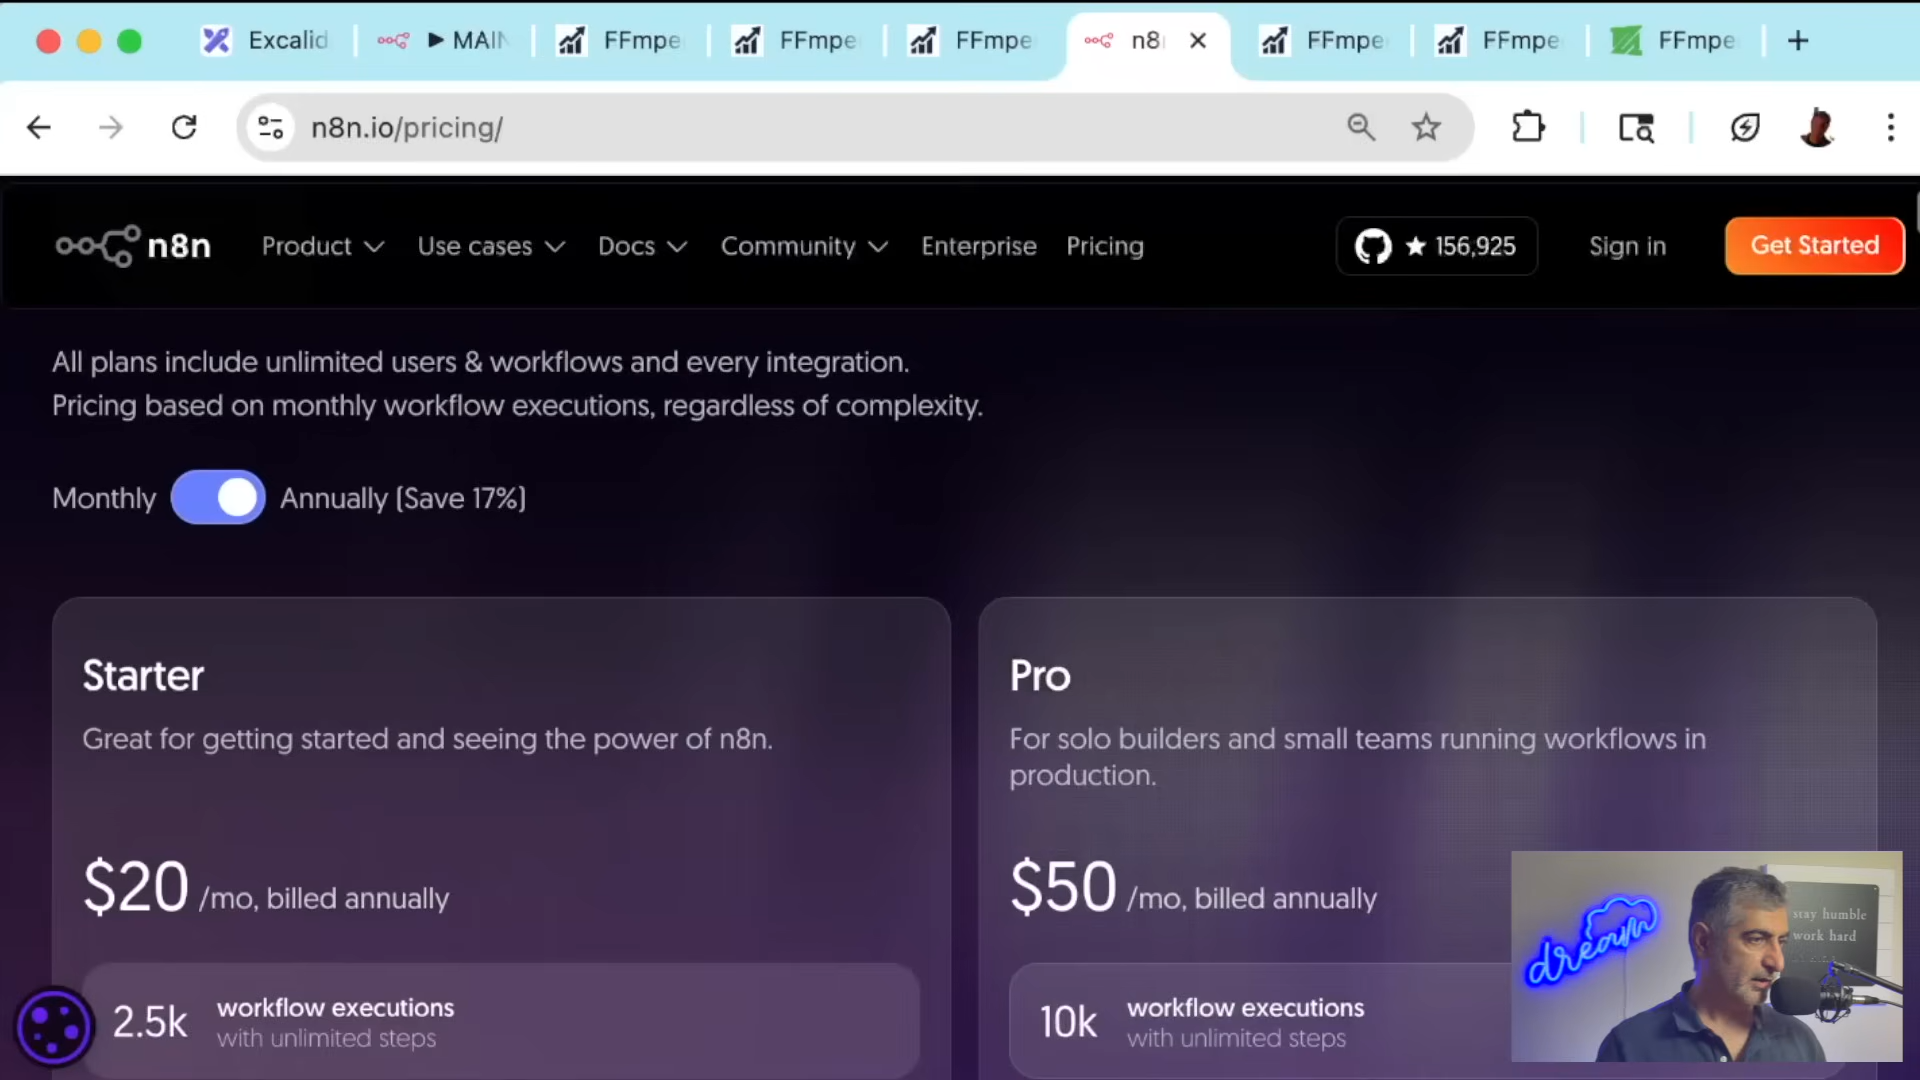 Excalid
▶ MAIN
FFmpe
FFmpe
FFmpe
n8
FFmpe
FFmpe
FFmpe
n8n.io/pricing/
n8n
Product
Use cases
Docs
Community
Enterprise
Pricing
★ 156,925
Sign in
Get Started
All plans include unlimited users & workflows and every integration.
Pricing based on monthly workflow executions, regardless of complexity.
Monthly
Annually (Save 17%)
Starter
Great for getting started and seeing the power of n8n.
$20 /mo, billed annually
2.5k
workflow executions
with unlimited steps
Pro
For solo builders and small teams running workflows in
production.
$50 /mo, billed annually
10k
workflow executions
with unlimited steps
dream
stay humble
work hard